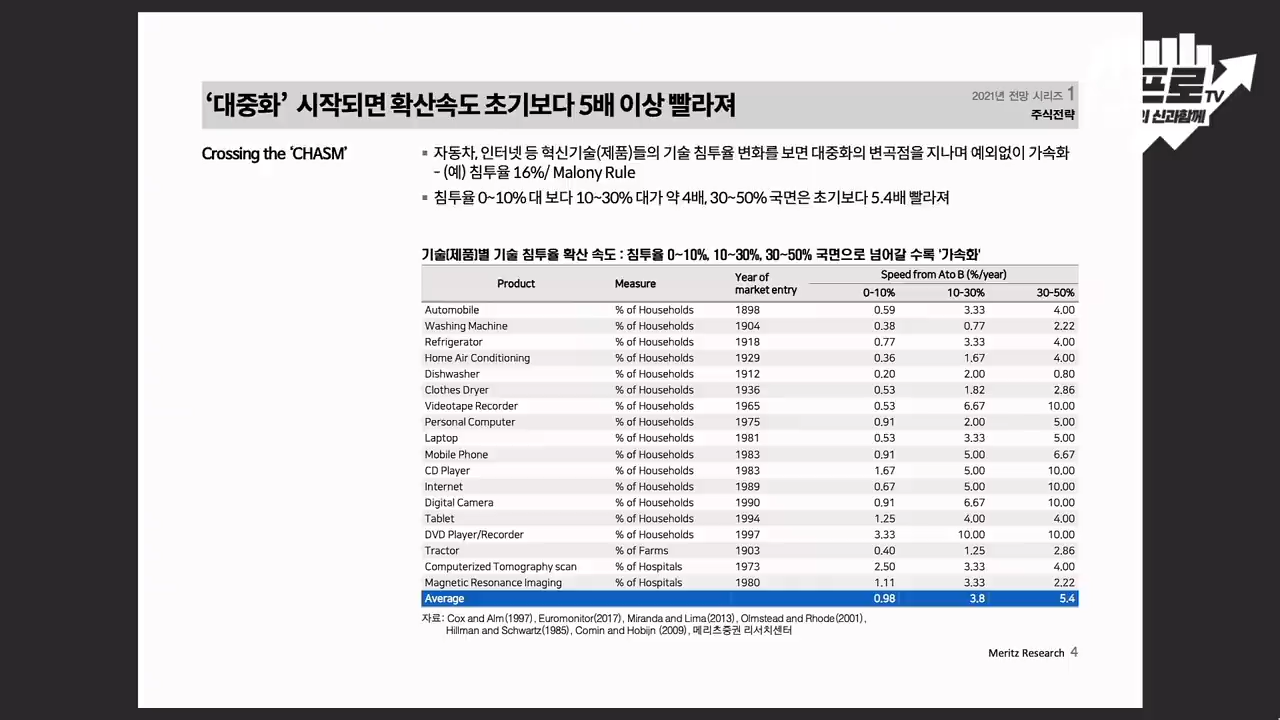 '대중화' 시작되면 확산속도 초기보다 5배 이상 빨라져
2021년 전망 시리즈 1
주식전략
프로TV
의 신과함께
Crossing the 'CHASM'
▪ 자동차, 인터넷 등 혁신기술(제품)들의 기술 침투율 변화를 보면 대중화의 변곡점을 지나며 예외없이 가속화
- (예) 침투율 16%/ Malony Rule
▪ 침투율 0~10% 대 보다 10~30% 대가 약 4배, 30~50% 국면은 초기보다 5.4배 빨라져
기술(제품)별 기술 침투율 확산 속도 : 침투율 0~10%, 10~30%, 30~50% 국면으로 넘어갈 수록 '가속화'
Product Measure Year of market entry Speed from A to B (%/year)
0-10% 10-30% 30-50%
Automobile % of Households 1898 0.59 3.33 4.00
Washing Machine % of Households 1904 0.38 0.77 2.22
Refrigerator % of Households 1918 0.77 3.33 4.00
Home Air Conditioning % of Households 1929 0.36 1.67 4.00
Dishwasher % of Households 1912 0.20 2.00 0.80
Clothes Dryer % of Households 1936 0.53 1.82 2.86
Videotape Recorder % of Households 1965 0.53 6.67 10.00
Personal Computer % of Households 1975 0.91 2.00 5.00
Laptop % of Households 1981 0.53 3.33 5.00
Mobile Phone % of Households 1983 0.91 5.00 6.67
CD Player % of Households 1983 1.67 5.00 10.00
Internet % of Households 1989 0.67 5.00 10.00
Digital Camera % of Households 1990 0.91 6.67 10.00
Tablet % of Households 1994 1.25 4.00 4.00
DVD Player/Recorder % of Households 1997 3.33 10.00 10.00
Tractor % of Farms 1903 0.40 1.25 2.86
Computerized Tomography scan % of Hospitals 1973 2.50 3.33 4.00
Magnetic Resonance Imaging % of Hospitals 1980 1.11 3.33 2.22
Average 0.98 3.8 5.4
자료: Cox and Alm(1997), Euromonitor(2017), Miranda and Lima(2013), Olmstead and Rhode(2001),
Hillman and Schwartz(1985), Comin and Hobijn (2009), 메리츠증권 리서치센터
Meritz Research 4